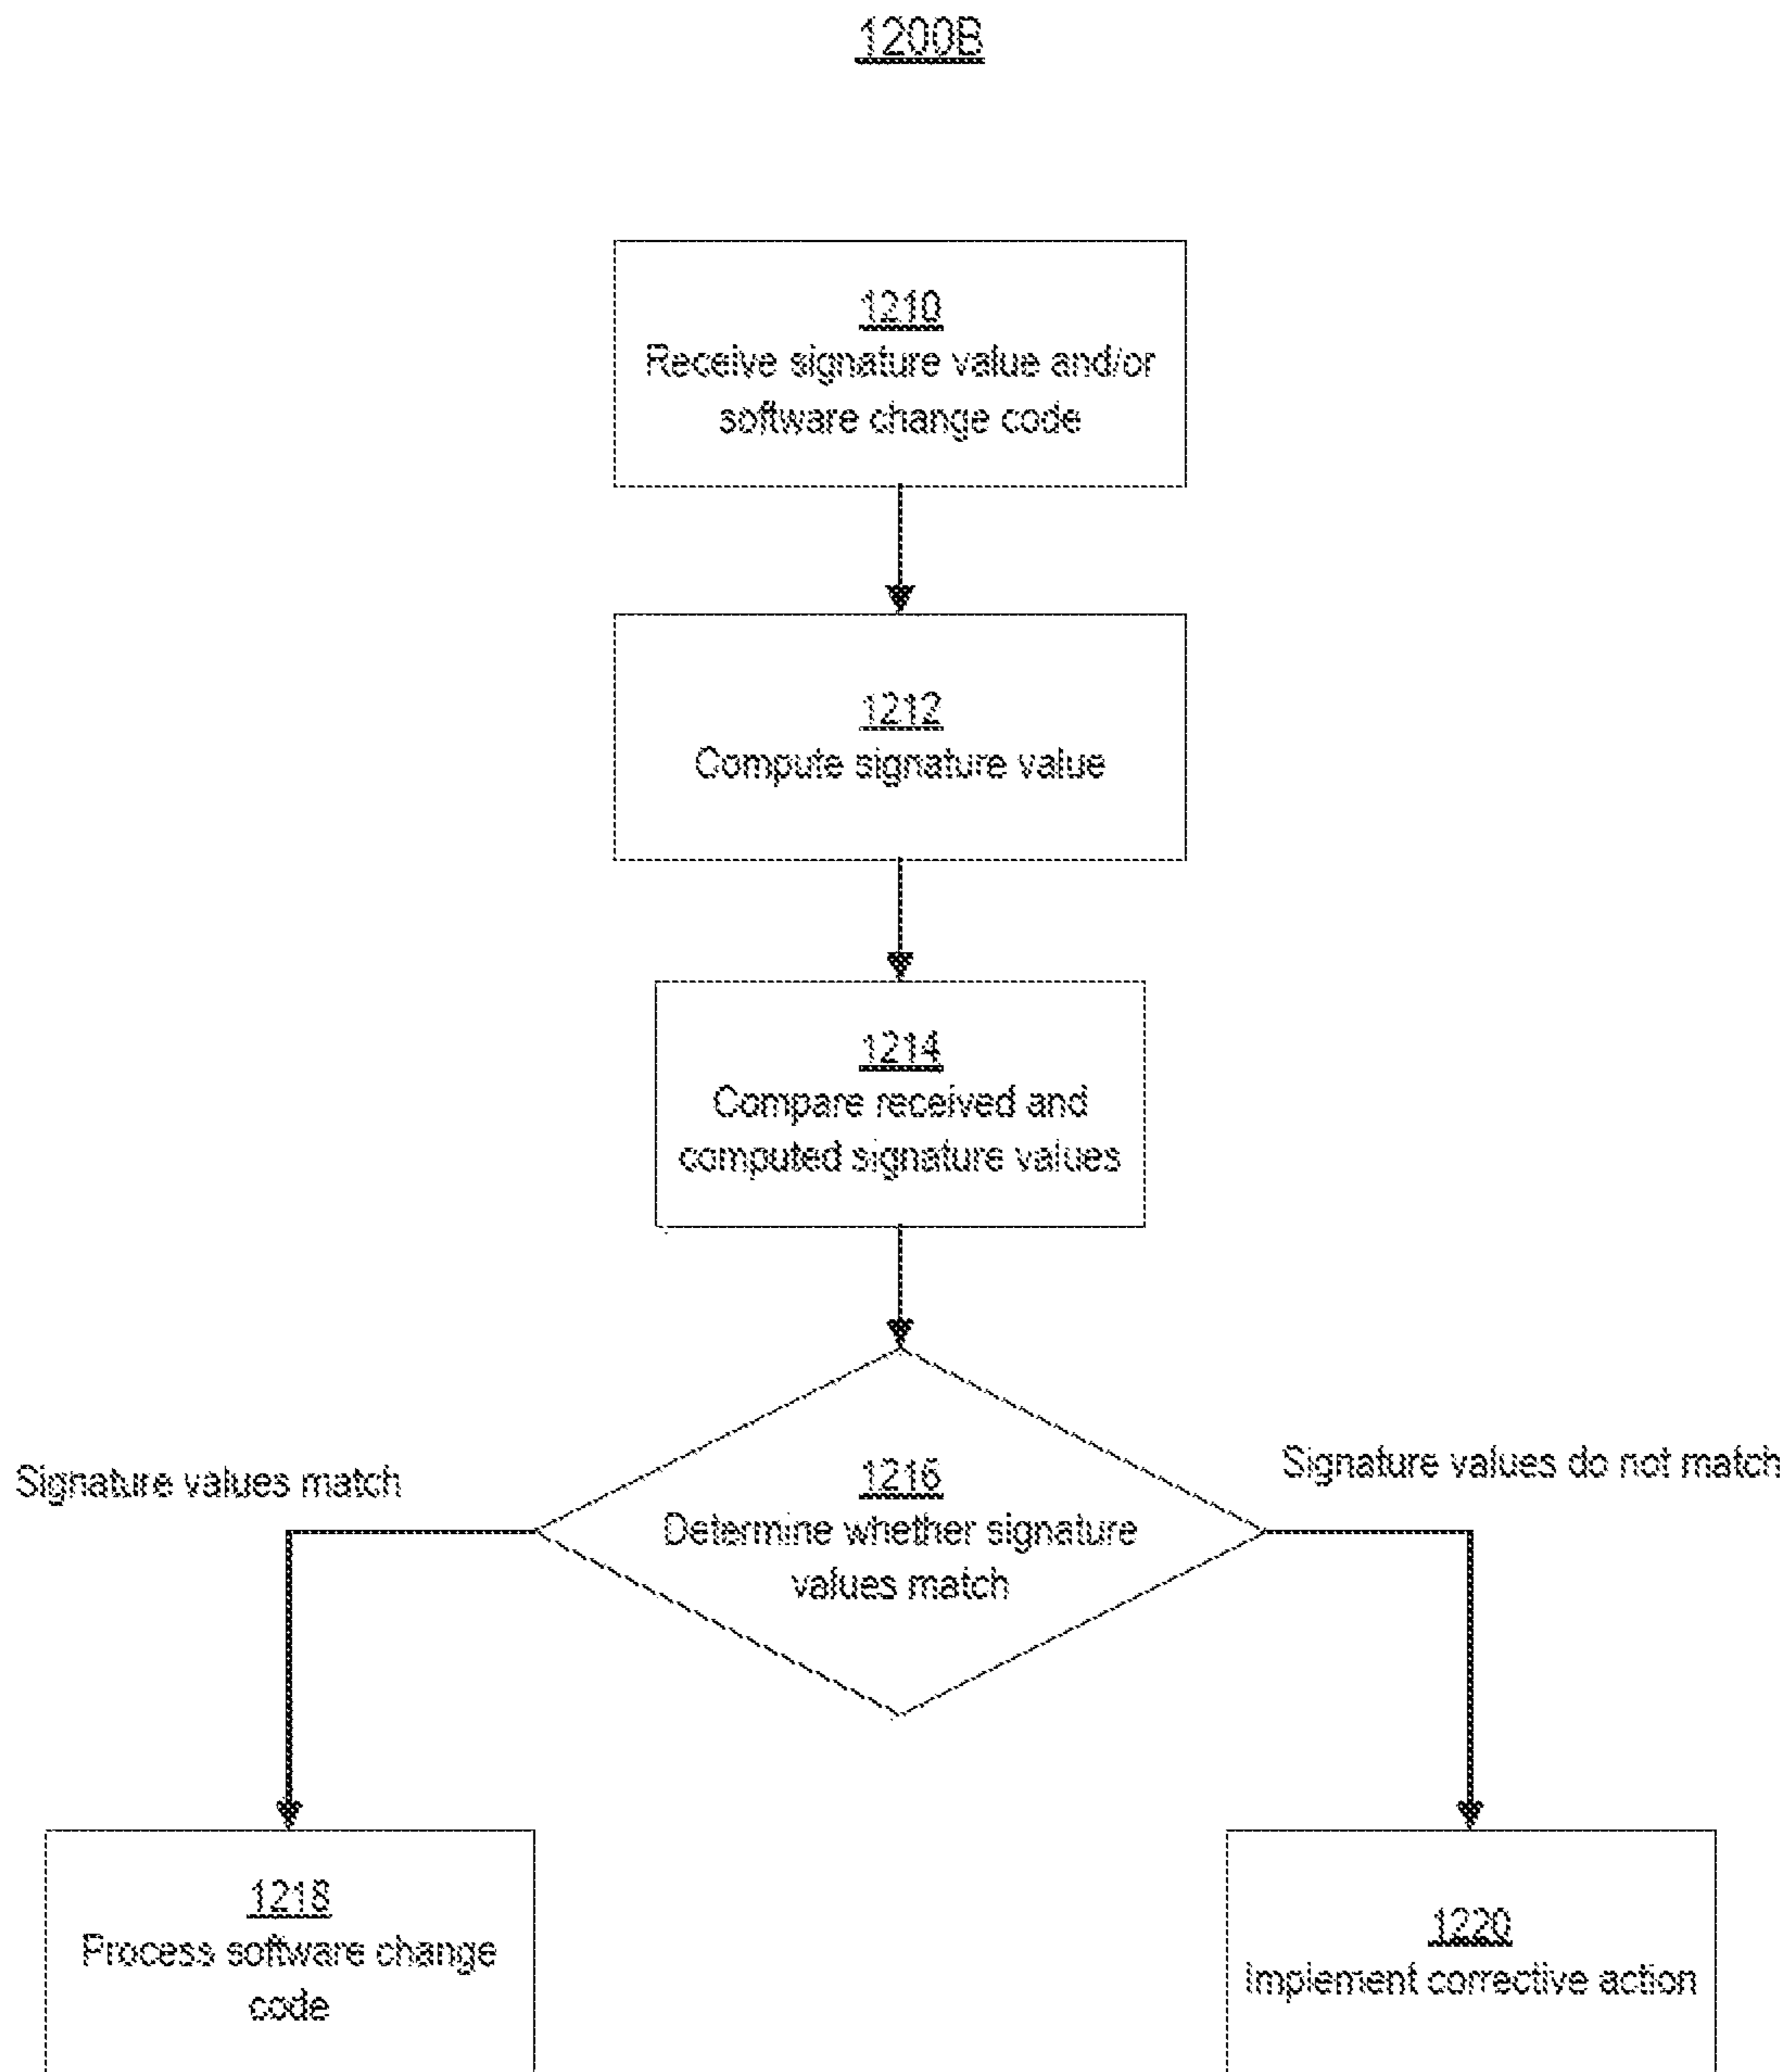 1200B
1210
Receive signature value and/or
software change code
1212
Compute signature value
1214
Compare received and
computed signature values
Signature values match
1216
Determine whether signature
values match
Signature values do not match
1218
Process software change
code
1220
Implement corrective action